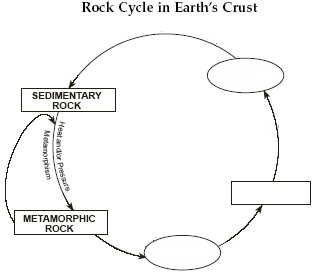 Rock Cycle in Earth's Crust
SEDIMENTARY
ROCK
Heat and/or Pressure
Metamorphism
METAMORPHIC
ROCK